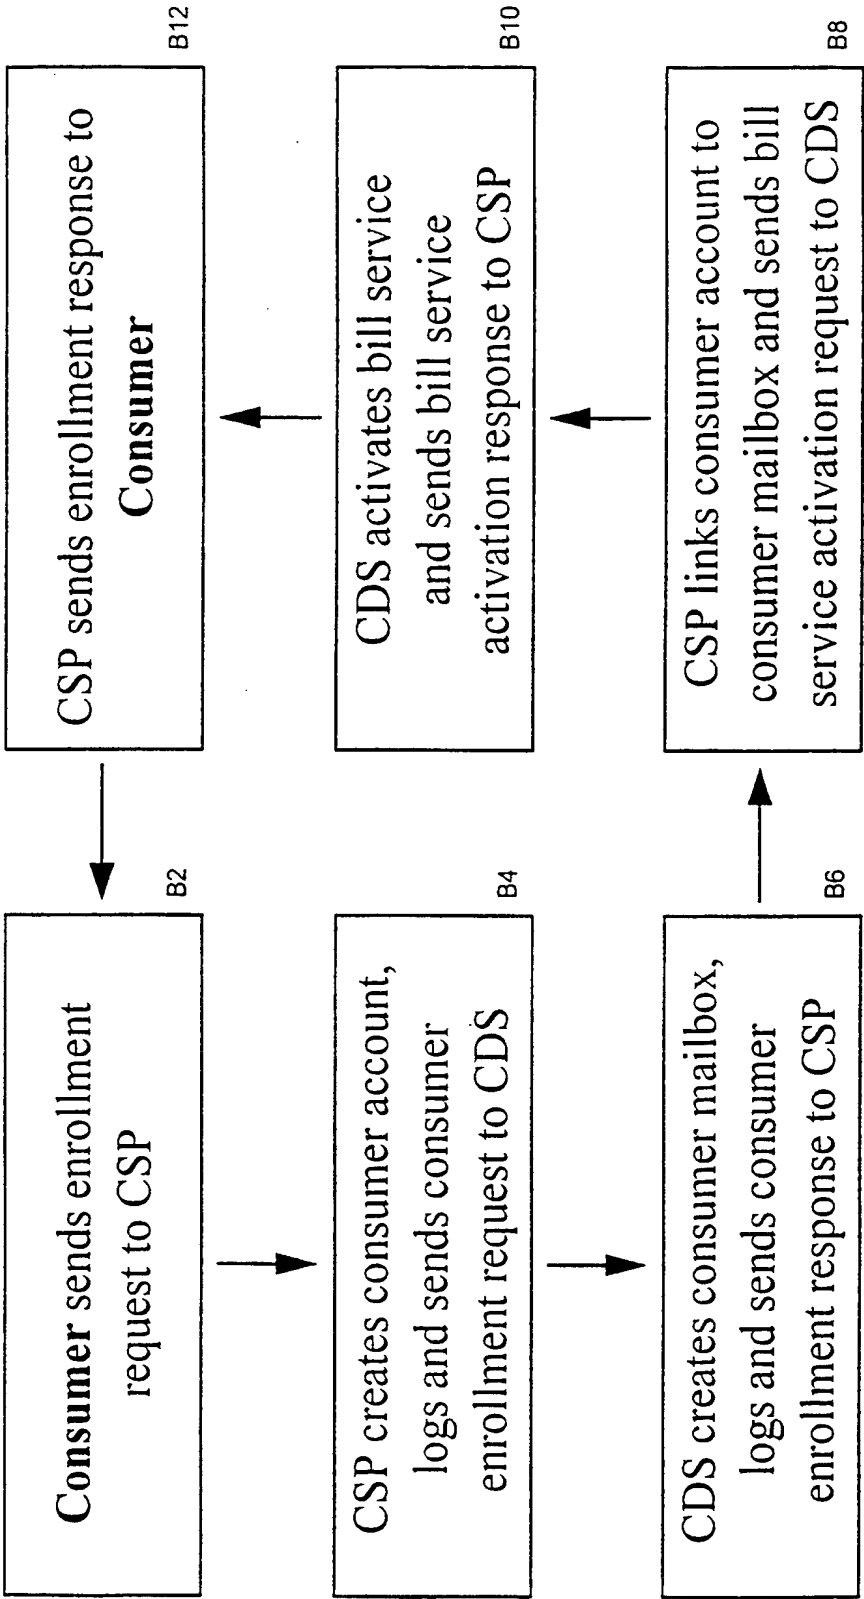 Consumer sends enrollment
request to CSP
B2
CSP creates consumer account,
logs and sends consumer
enrollment request to CDS
B4
CDS creates consumer mailbox,
logs and sends consumer
enrollment response to CSP
B6
CSP links consumer account to
consumer mailbox and sends bill
service activation request to CDS
B8
CDS activates bill service
and sends bill service
activation response to CSP
B10
CSP sends enrollment response to
Consumer
B12